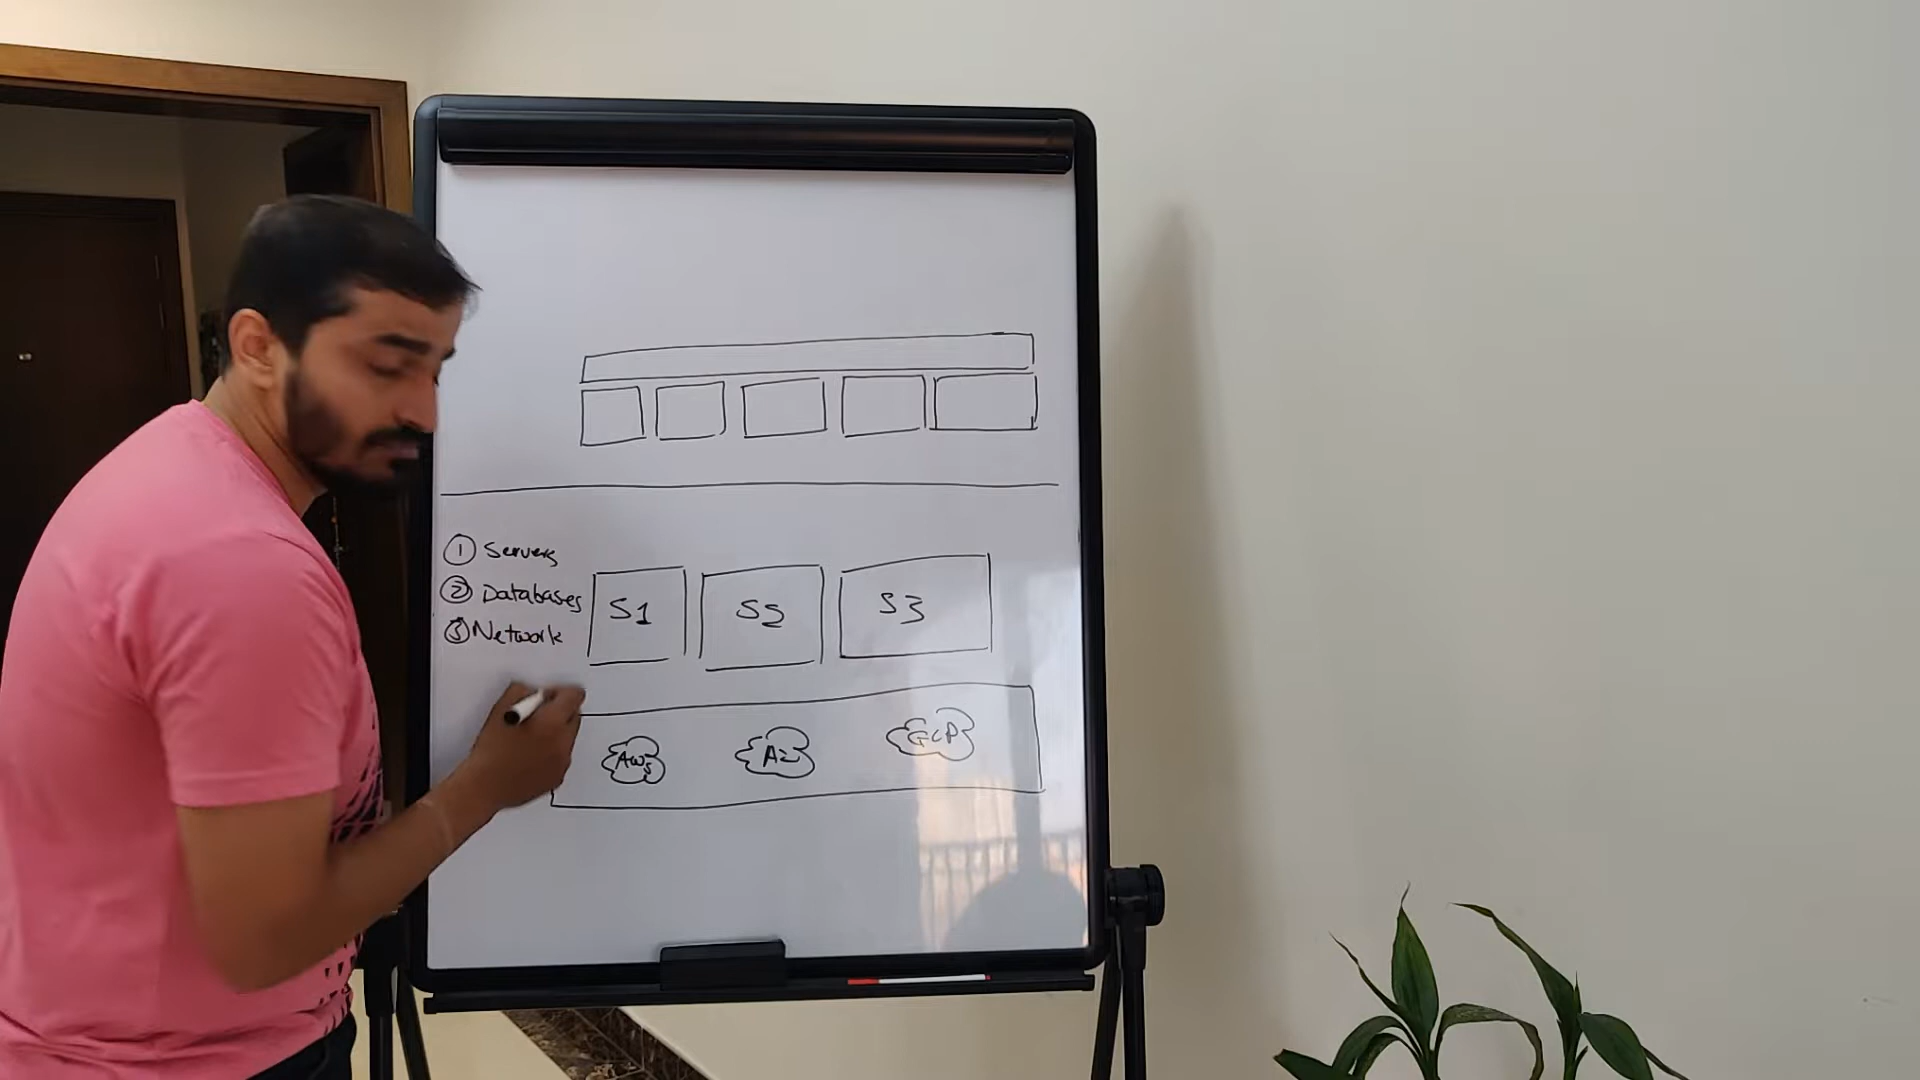 ① Servers
② Databases
③ Network
S1 S2 S3
AWS AZ GCP